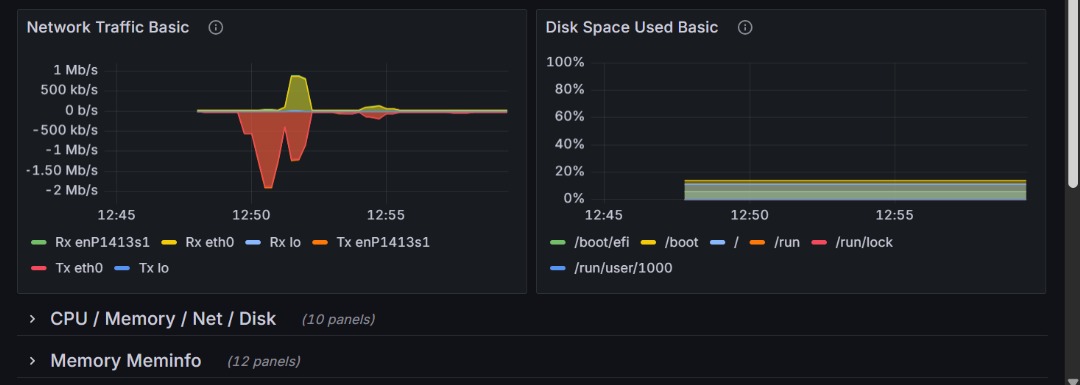 Network Traffic Basic
1 Mb/s
500 kb/s
0 b/s
-500 kb/s
-1 Mb/s
-1.50 Mb/s
-2 Mb/s
12:45 12:50 12:55
Rx enP1413s1 Rx eth0 Rx lo Tx enP1413s1
Tx eth0 Tx lo
Disk Space Used Basic
100%
80%
60%
40%
20%
0%
12:45 12:50 12:55
/boot/efi /boot / /run /run/lock
/run/user/1000
CPU / Memory / Net / Disk (10 panels)
Memory Meminfo (12 panels)